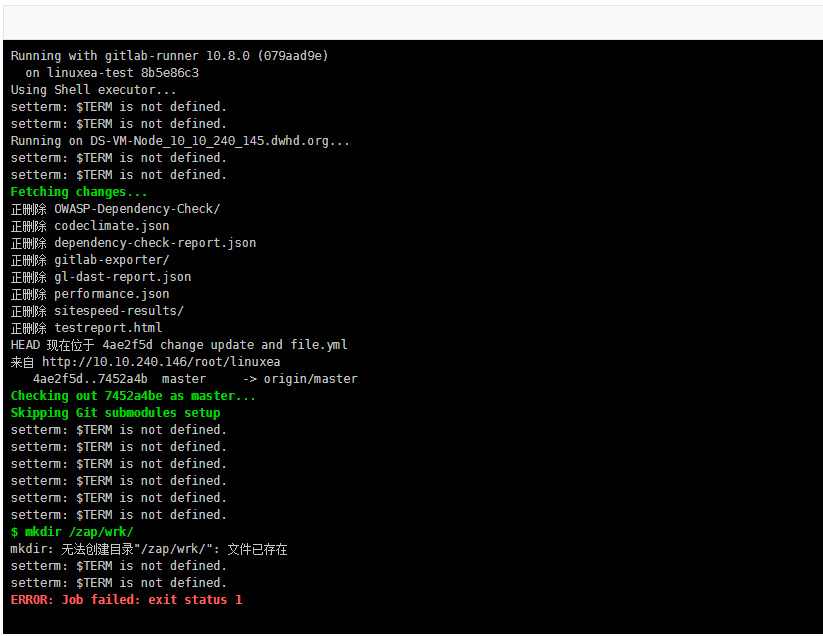 Running with gitlab-runner 10.8.0 (079aad9e)
on linuxea-test 8b5e86c3
Using Shell executor...
setterm: $TERM is not defined.
setterm: $TERM is not defined.
Running on DS-VM-Node_10_10_240_145.dwhd.org...
setterm: $TERM is not defined.
setterm: $TERM is not defined.
Fetching changes...
正删除 OWASP-Dependency-Check/
正删除 codeclimate.json
正删除 dependency-check-report.json
正删除 gitlab-exporter/
正删除 gl-dast-report.json
正删除 performance.json
正删除 sitespeed-results/
正删除 testreport.html
HEAD 现在位于 4ae2f5d change update and file.yml
来自 http://10.10.240.146/root/linuxea
4ae2f5d..7452a4b  master     -> origin/master
Checking out 7452a4be as master...
Skipping Git submodules setup
setterm: $TERM is not defined.
setterm: $TERM is not defined.
setterm: $TERM is not defined.
setterm: $TERM is not defined.
setterm: $TERM is not defined.
setterm: $TERM is not defined.
$ mkdir /zap/wrk/
mkdir: 无法创建目录"/zap/wrk/": 文件已存在
setterm: $TERM is not defined.
setterm: $TERM is not defined.
ERROR: Job failed: exit status 1